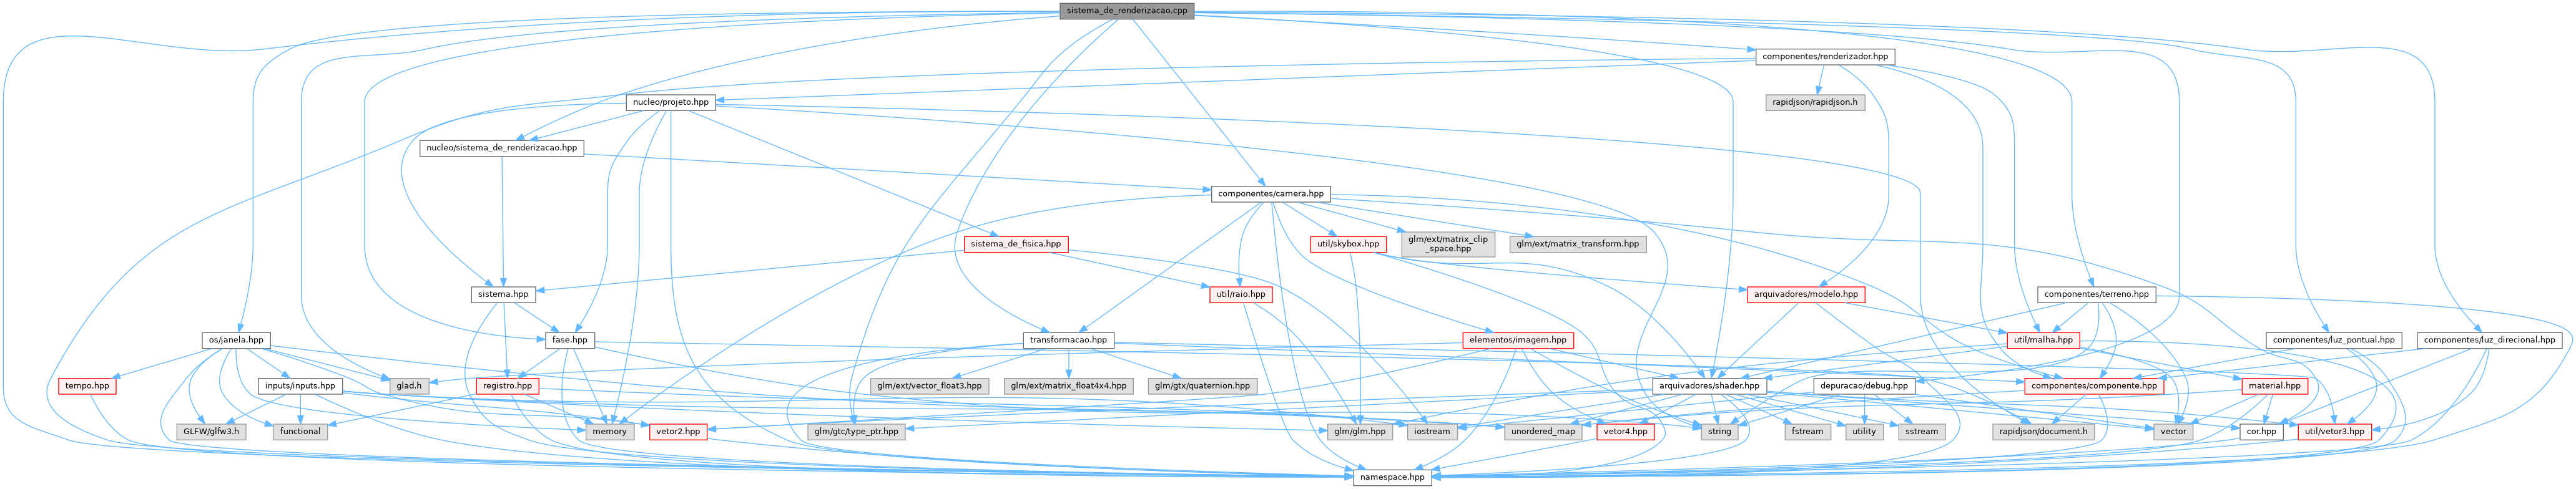 sistema_de_renderizacao.cpp
componentes/renderizador.hpp
nucleo/projeto.hpp
rapidjson/rapidjson.h
nucleo/sistema_de_renderizacao.hpp
componentes/camera.hpp
sistema_de_fisica.hpp
util/skybox.hpp
glm/ext/matrix_clip
_space.hpp
glm/ext/matrix_transform.hpp
sistema.hpp
util/raio.hpp
arquivadores/modelo.hpp
componentes/terreno.hpp
os/janela.hpp
fase.hpp
transformacao.hpp
elementos/imagem.hpp
util/malha.hpp
componentes/luz_pontual.hpp
componentes/luz_direcional.hpp
tempo.hpp
inputs/inputs.hpp
glad.h
registro.hpp
glm/ext/vector_float3.hpp
glm/ext/matrix_float4x4.hpp
glm/gtx/quaternion.hpp
arquivadores/shader.hpp
depuracao/debug.hpp
componentes/componente.hpp
material.hpp
GLFW/glfw3.h
functional
memory
vetor2.hpp
glm/gtc/type_ptr.hpp
glm/glm.hpp
iostream
unordered_map
vetor4.hpp
string
fstream
utility
sstream
rapidjson/document.h
vector
cor.hpp
util/vetor3.hpp
namespace.hpp